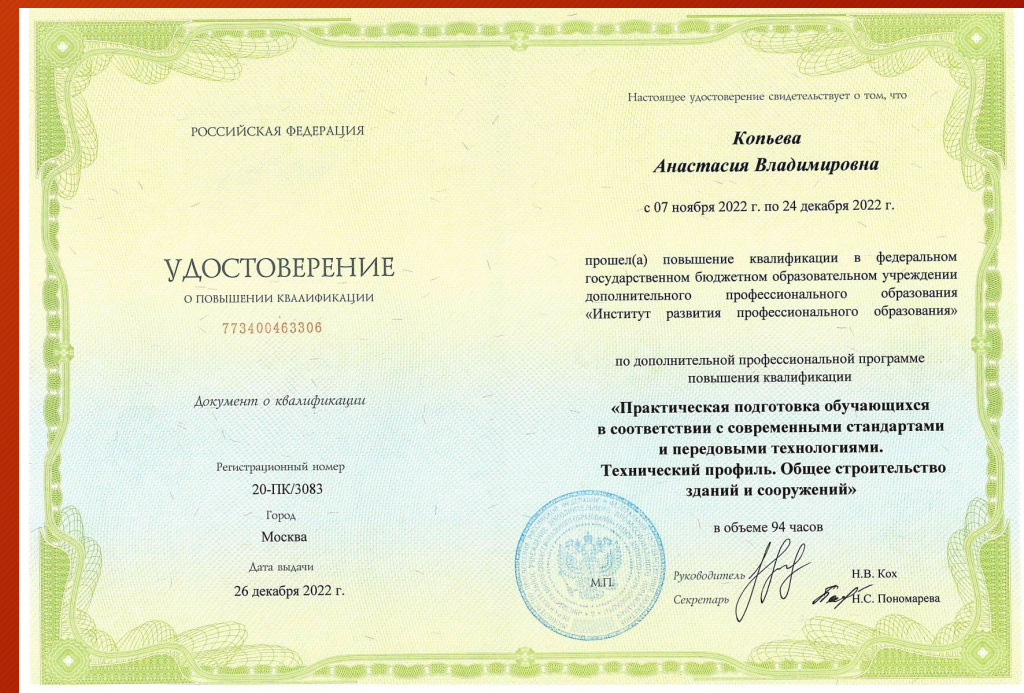 РОССИЙСКАЯ ФЕДЕРАЦИЯ
УДОСТОВЕРЕНИЕ
О ПОВЫШЕНИИ КВАЛИФИКАЦИИ
773400463306
Документ о квалификации
Регистрационный номер
20-ПК/3083
Город
Москва
Дата выдачи
26 декабря 2022 г.
Настоящее удостоверение свидетельствует о том, что
Копьева
Анастасия Владимировна
с 07 ноября 2022 г. по 24 декабря 2022 г.
прошел(а) повышение квалификации в федеральном
государственном бюджетном образовательном учреждении
дополнительного профессионального образования
«Институт развития профессионального образования»
по дополнительной профессиональной программе
повышения квалификации
«Практическая подготовка обучающихся
в соответствии с современными стандартами
и передовыми технологиями.
Технический профиль. Общее строительство
зданий и сооружений»
в объеме 94 часов
М.П.
Руководитель Н.В. Кох
Секретарь Н.С. Пономарева